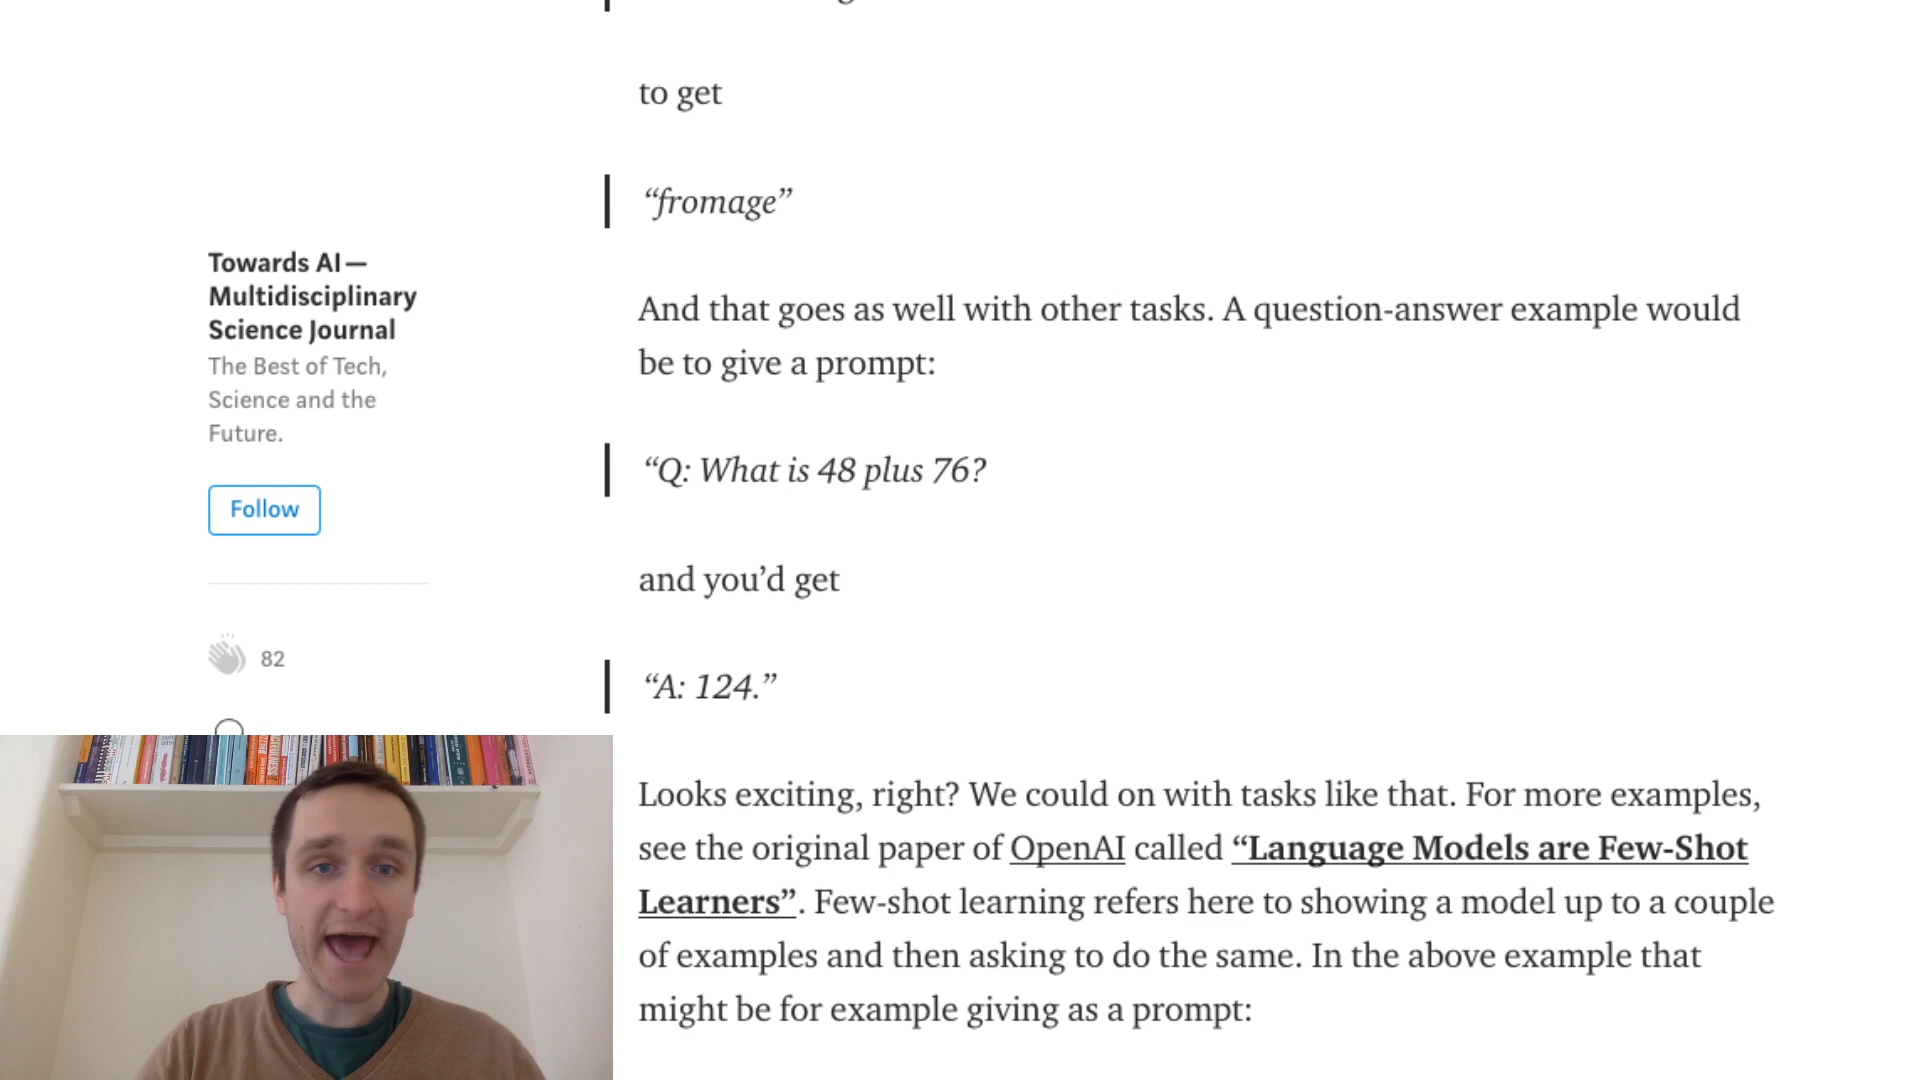 to get
“fromage”
Towards AI—
Multidisciplinary
Science Journal
The Best of Tech,
Science and the
Future.
Follow
82
And that goes as well with other tasks. A question-answer example would
be to give a prompt:
“Q: What is 48 plus 76?
and you’d get
“A: 124.”
Looks exciting, right? We could on with tasks like that. For more examples,
see the original paper of OpenAI called “Language Models are Few-Shot
Learners”. Few-shot learning refers here to showing a model up to a couple
of examples and then asking to do the same. In the above example that
might be for example giving as a prompt: